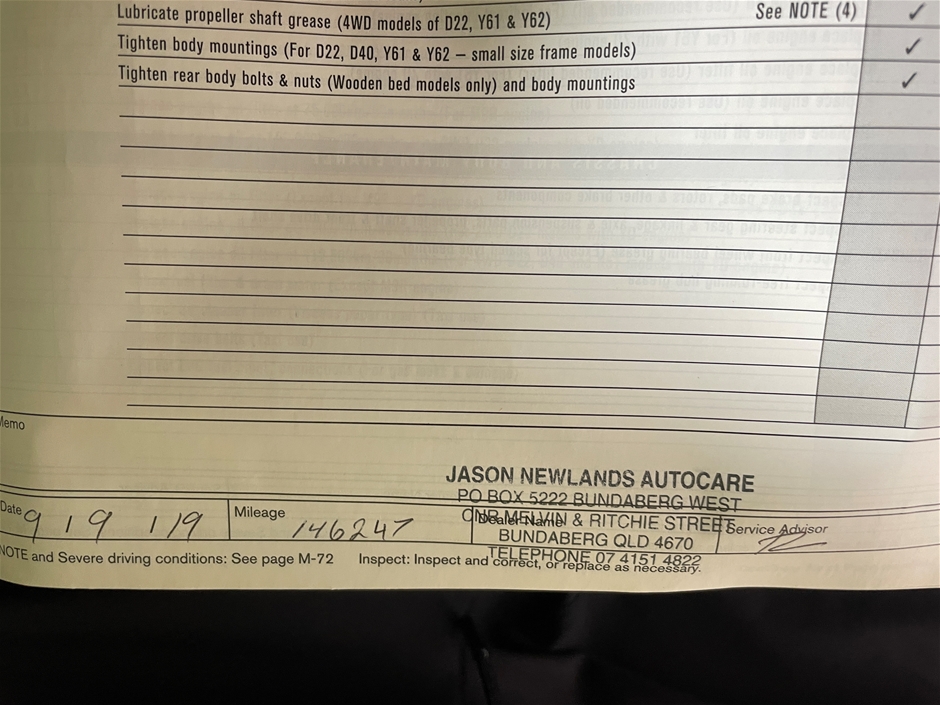 Lubricate propeller shaft grease (4WD models of D22, Y61 & Y62) See NOTE (4) ✓
Tighten body mountings (For D22, D40, Y61 & Y62 – small size frame models) ✓
Tighten rear body bolts & nuts (Wooden bed models only) and body mountings ✓
Memo
JASON NEWLANDS AUTOCARE
PO BOX 5222 BUNDABERG WEST
CNR MELVIN & RITCHIE STREET
BUNDABERG QLD 4670
TELEPHONE 07 4151 4822
Date 9 / 9 / 19
Mileage 146247
Dealer Name
Service Advisor
NOTE and Severe driving conditions: See page M-72 Inspect: Inspect and correct, or replace as necessary.